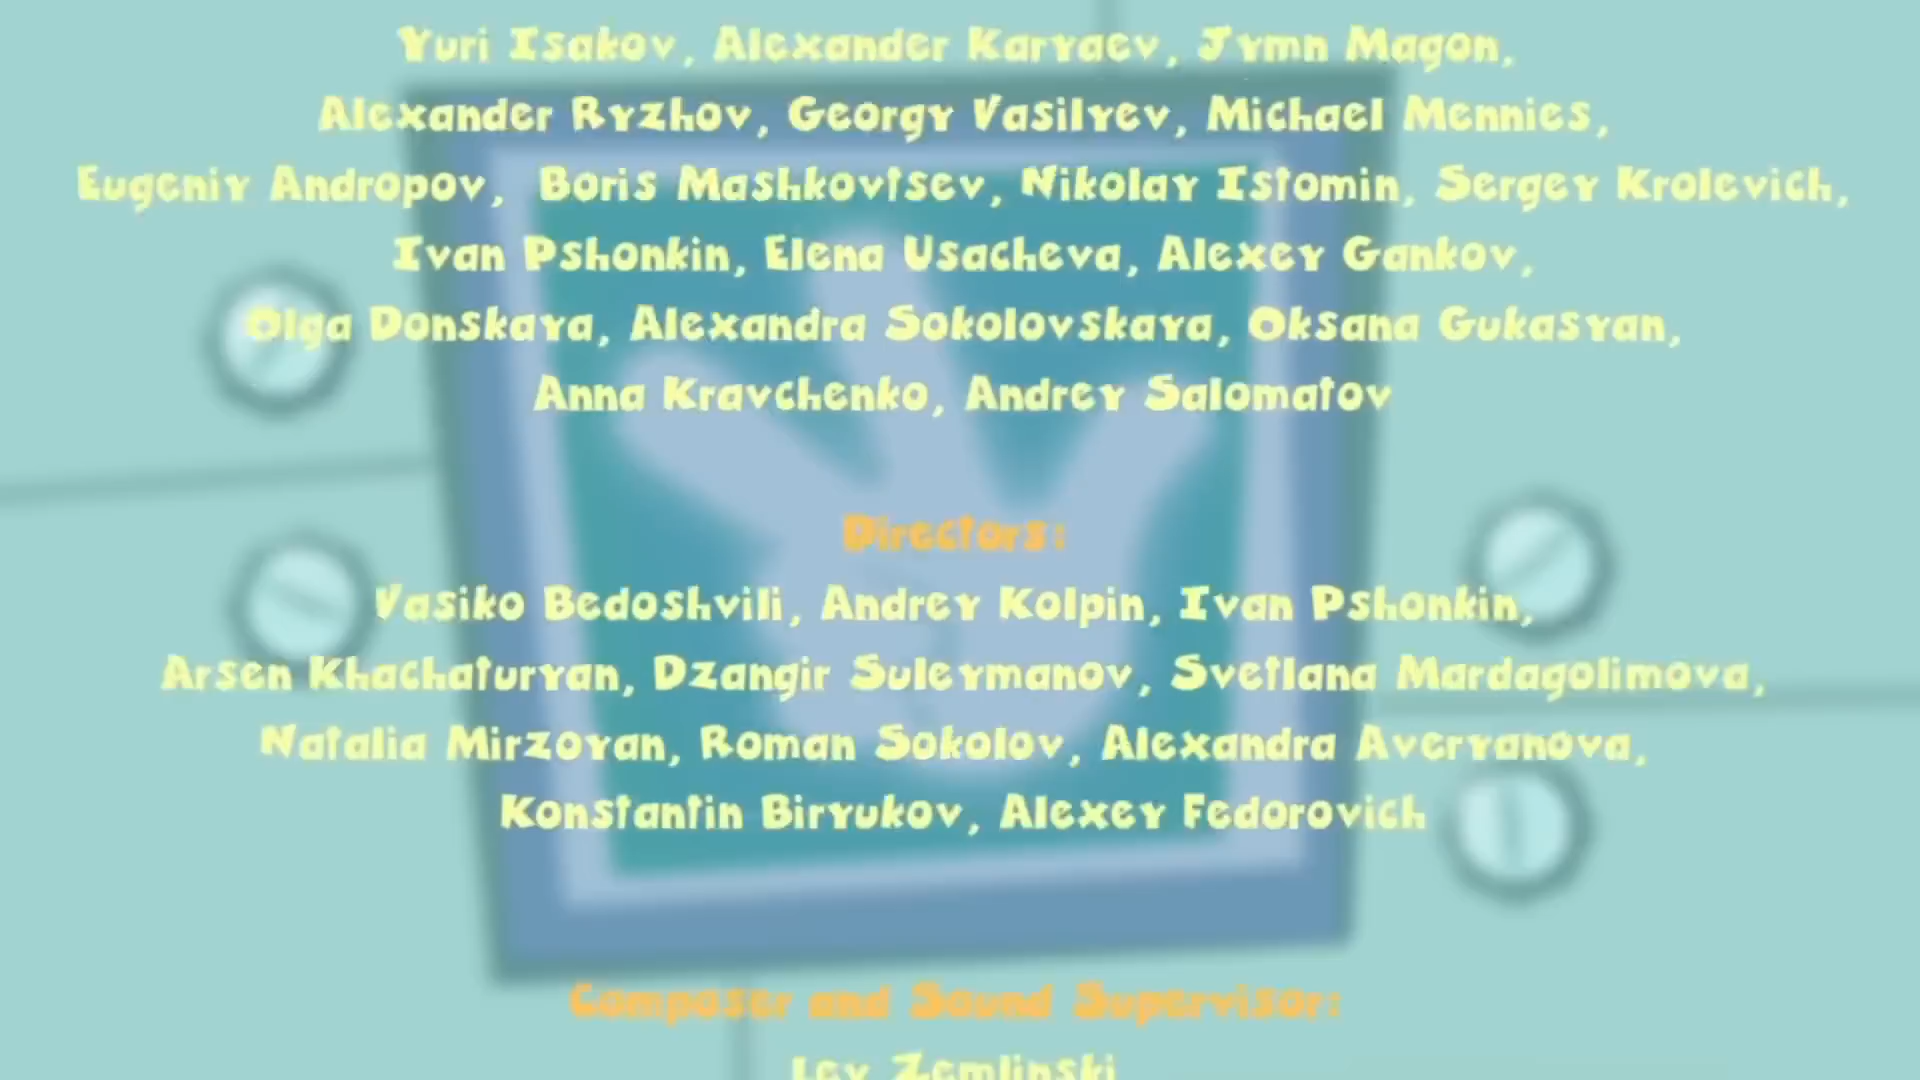 Yuri Isakov, Alexander Karyaev, Jymn Magon,
Alexander Ryzhov, Georgy Vasilyev, Michael Mennies,
Eugeniy Andropov, Boris Mashkovtsev, Nikolay Istomin, Sergey Krolevich,
Ivan Pshonkin, Elena Usacheva, Alexey Gankov,
Olga Donskaya, Alexandra Sokolovskaya, Oksana Gukasyan,
Anna Kravchenko, Andrey Salomatov
Directors:
Vasiko Bedoshvili, Andrey Kolpin, Ivan Pshonkin,
Arsen Khachaturyan, Dzangir Suleymanov, Svetlana Mardagolimova,
Natalia Mirzoyan, Roman Sokolov, Alexandra Averyanova,
Konstantin Biryukov, Alexey Fedorovich
Composer and Sound Supervisor:
Lev Zemlinski